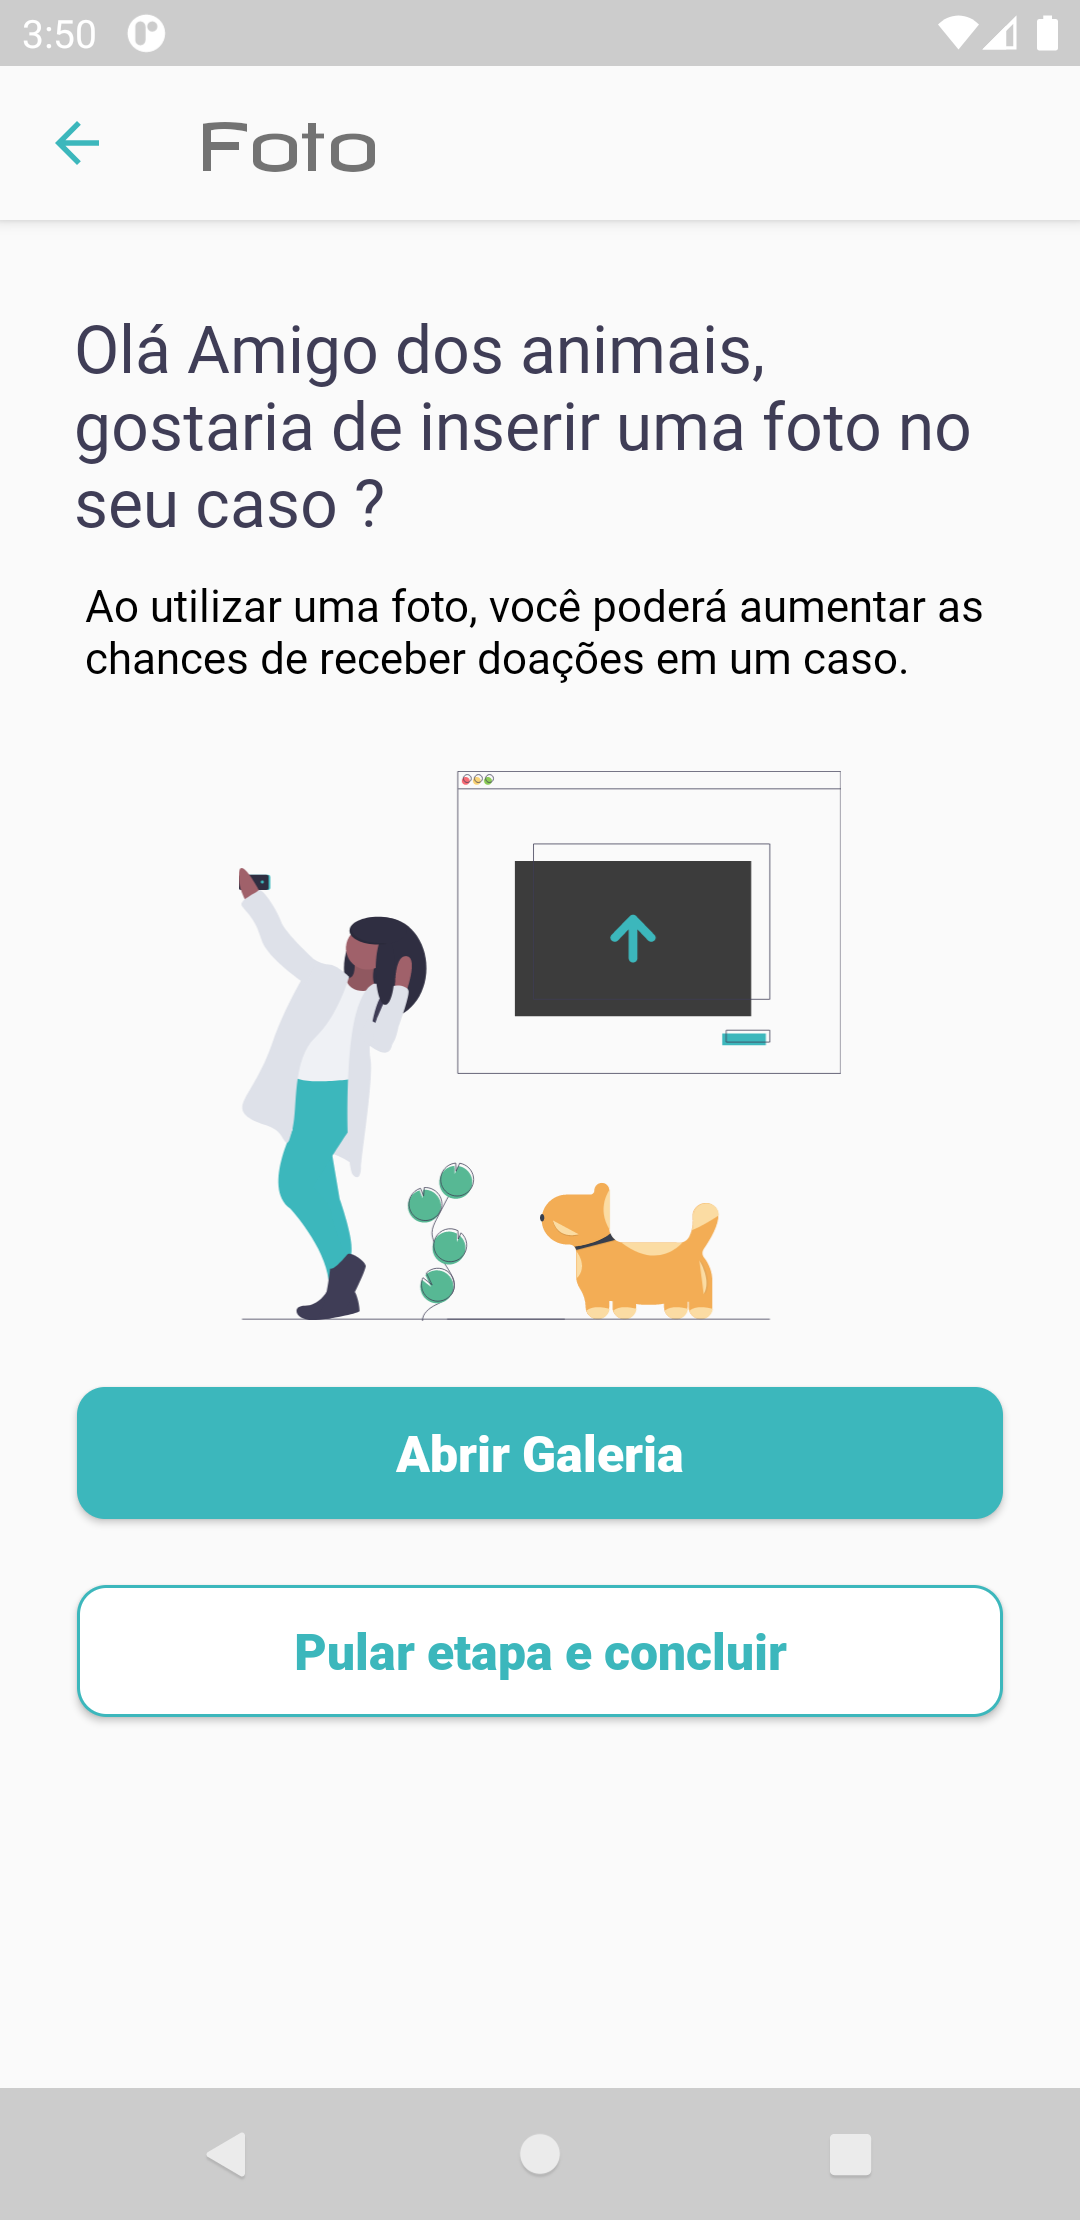 3:50
Foto
Olá Amigo dos animais,
gostaria de inserir uma foto no
seu caso ?
Ao utilizar uma foto, você poderá aumentar as
chances de receber doações em um caso.
Abrir Galeria
Pular etapa e concluir